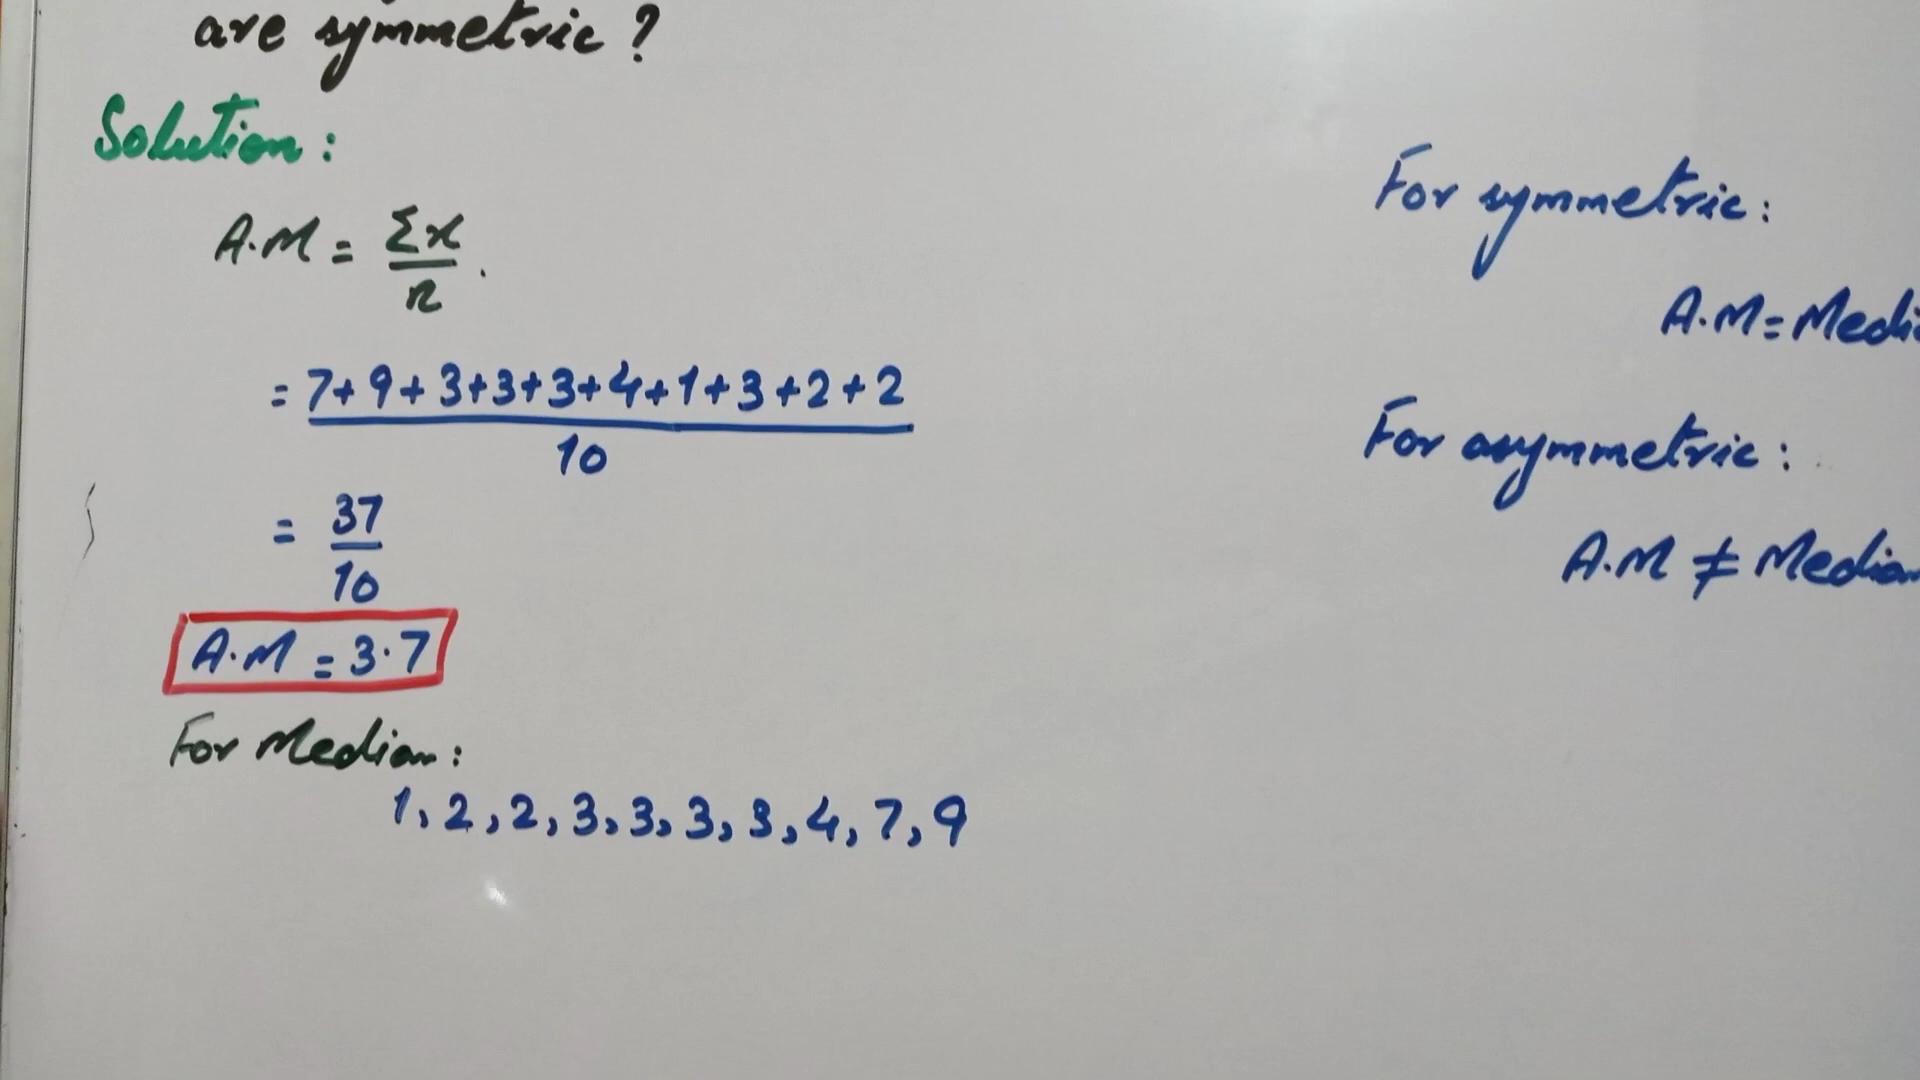 are symmetric ?
Solution :
A.M = Σx
n .
= 7+9+3+3+3+4+1+3+2+2
10
= 37
10
A.M = 3.7
For Median :
1, 2, 2, 3, 3, 3, 3, 4, 7, 9
For symmetric :
A.M = Medi
For asymmetric :
A.M ≠ Median